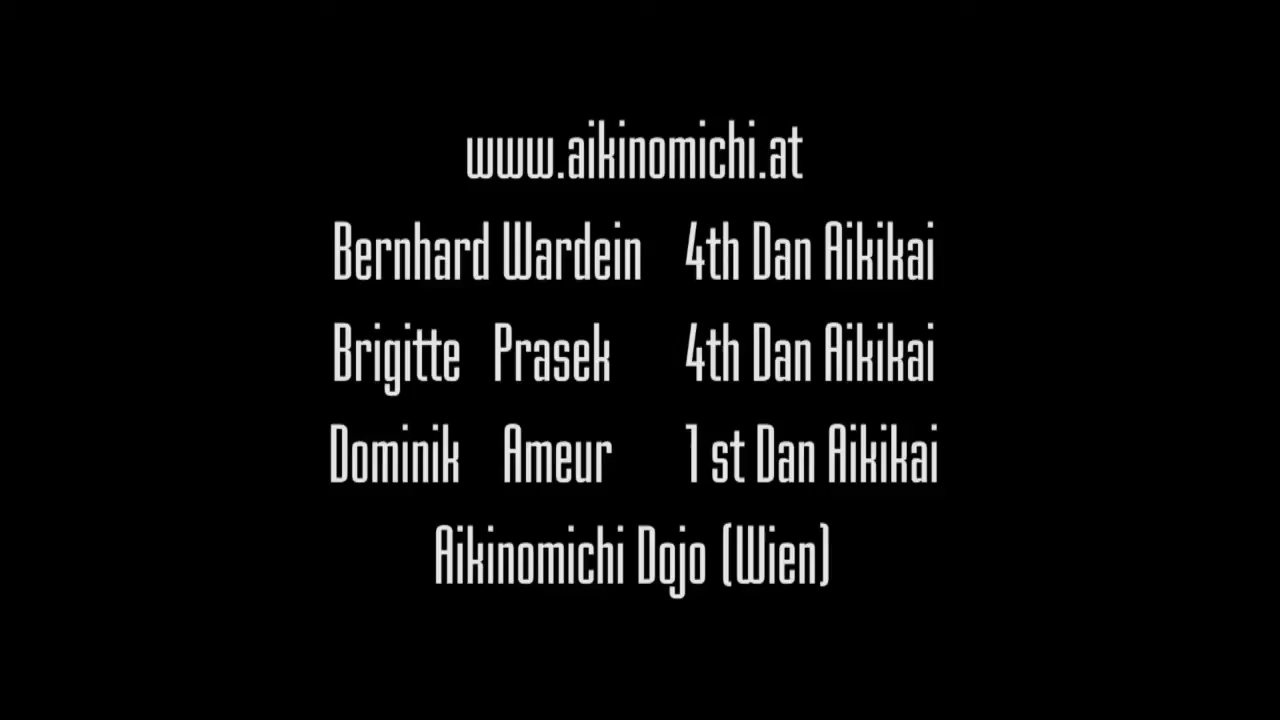 www.aikinomichi.at
Bernhard Wardein 4th Dan Aikikai
Brigitte Prasek 4th Dan Aikikai
Dominik Ameur 1 st Dan Aikikai
Aikinomichi Dojo (Wien)